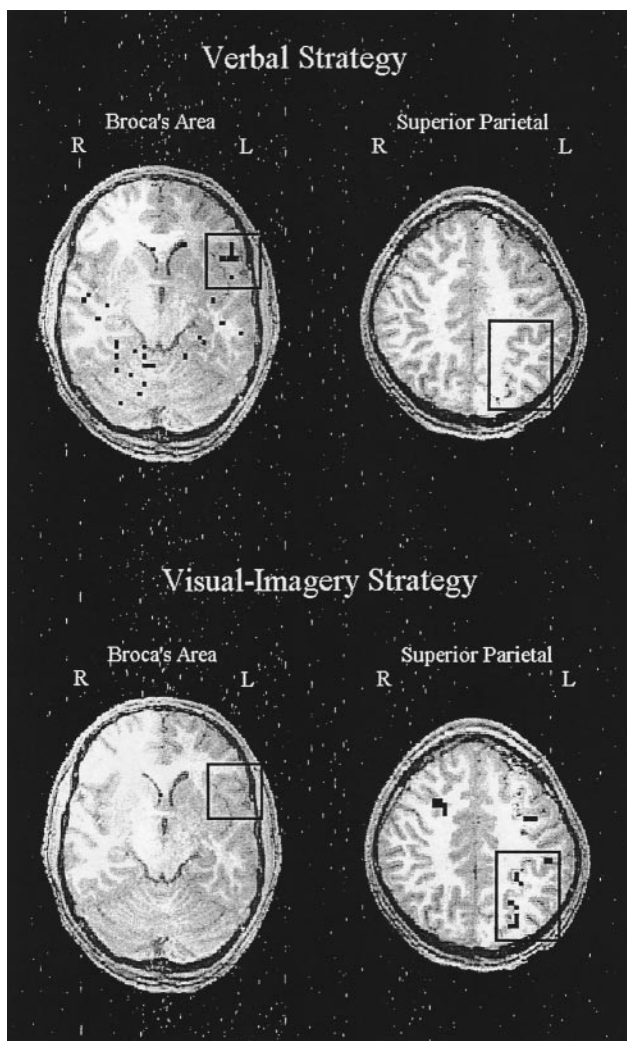 Verbal Strategy
Broca's Area
Superior Parietal
R L
R L
Visual-Imagery Strategy
Broca's Area
Superior Parietal
R L
R L